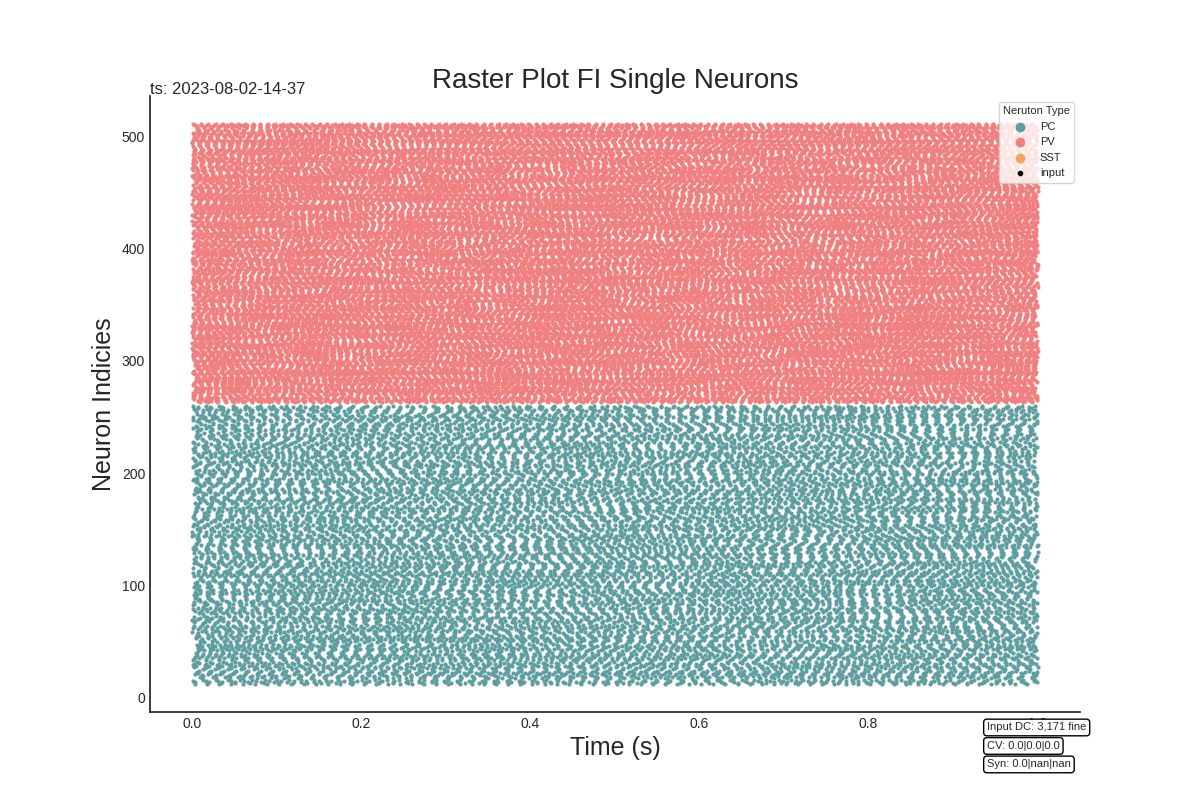 Raster Plot FI Single Neurons
ts: 2023-08-02-14-37
Neruton Type
PC
PV
SST
input
Neuron Indicies
500
400
300
200
100
0
0.0
0.2
0.4
0.6
0.8
Time (s)
Input DC: 3,171 fine
CV: 0.0|0.0|0.0
Syn: 0.0|nan|nan